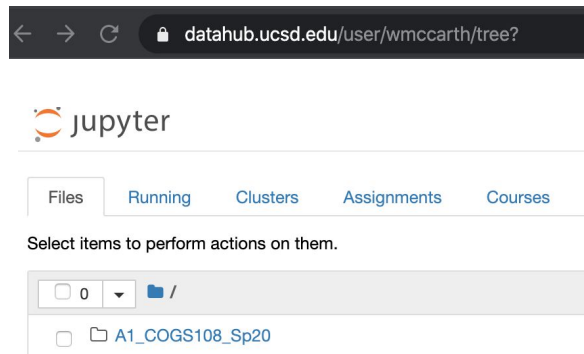 datahub.ucsd.edu/user/wmccarth/tree?
jupyter
Files Running Clusters Assignments Courses
Select items to perform actions on them.
0 /
A1_COGS108_Sp20